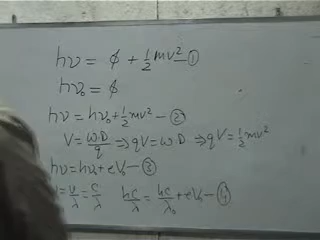 hν = ϕ + ½mv² — ①
hν₀ = ϕ
hν = hν₀ + ½mv² — ②
V = W.D/q ⇒ qV = W.D ⇒ qV = ½mv²
hν = hν₀ + eV₀ — ③
= v/λ = c/λ hc/λ = hc/λ₀ + eV₀ — ④